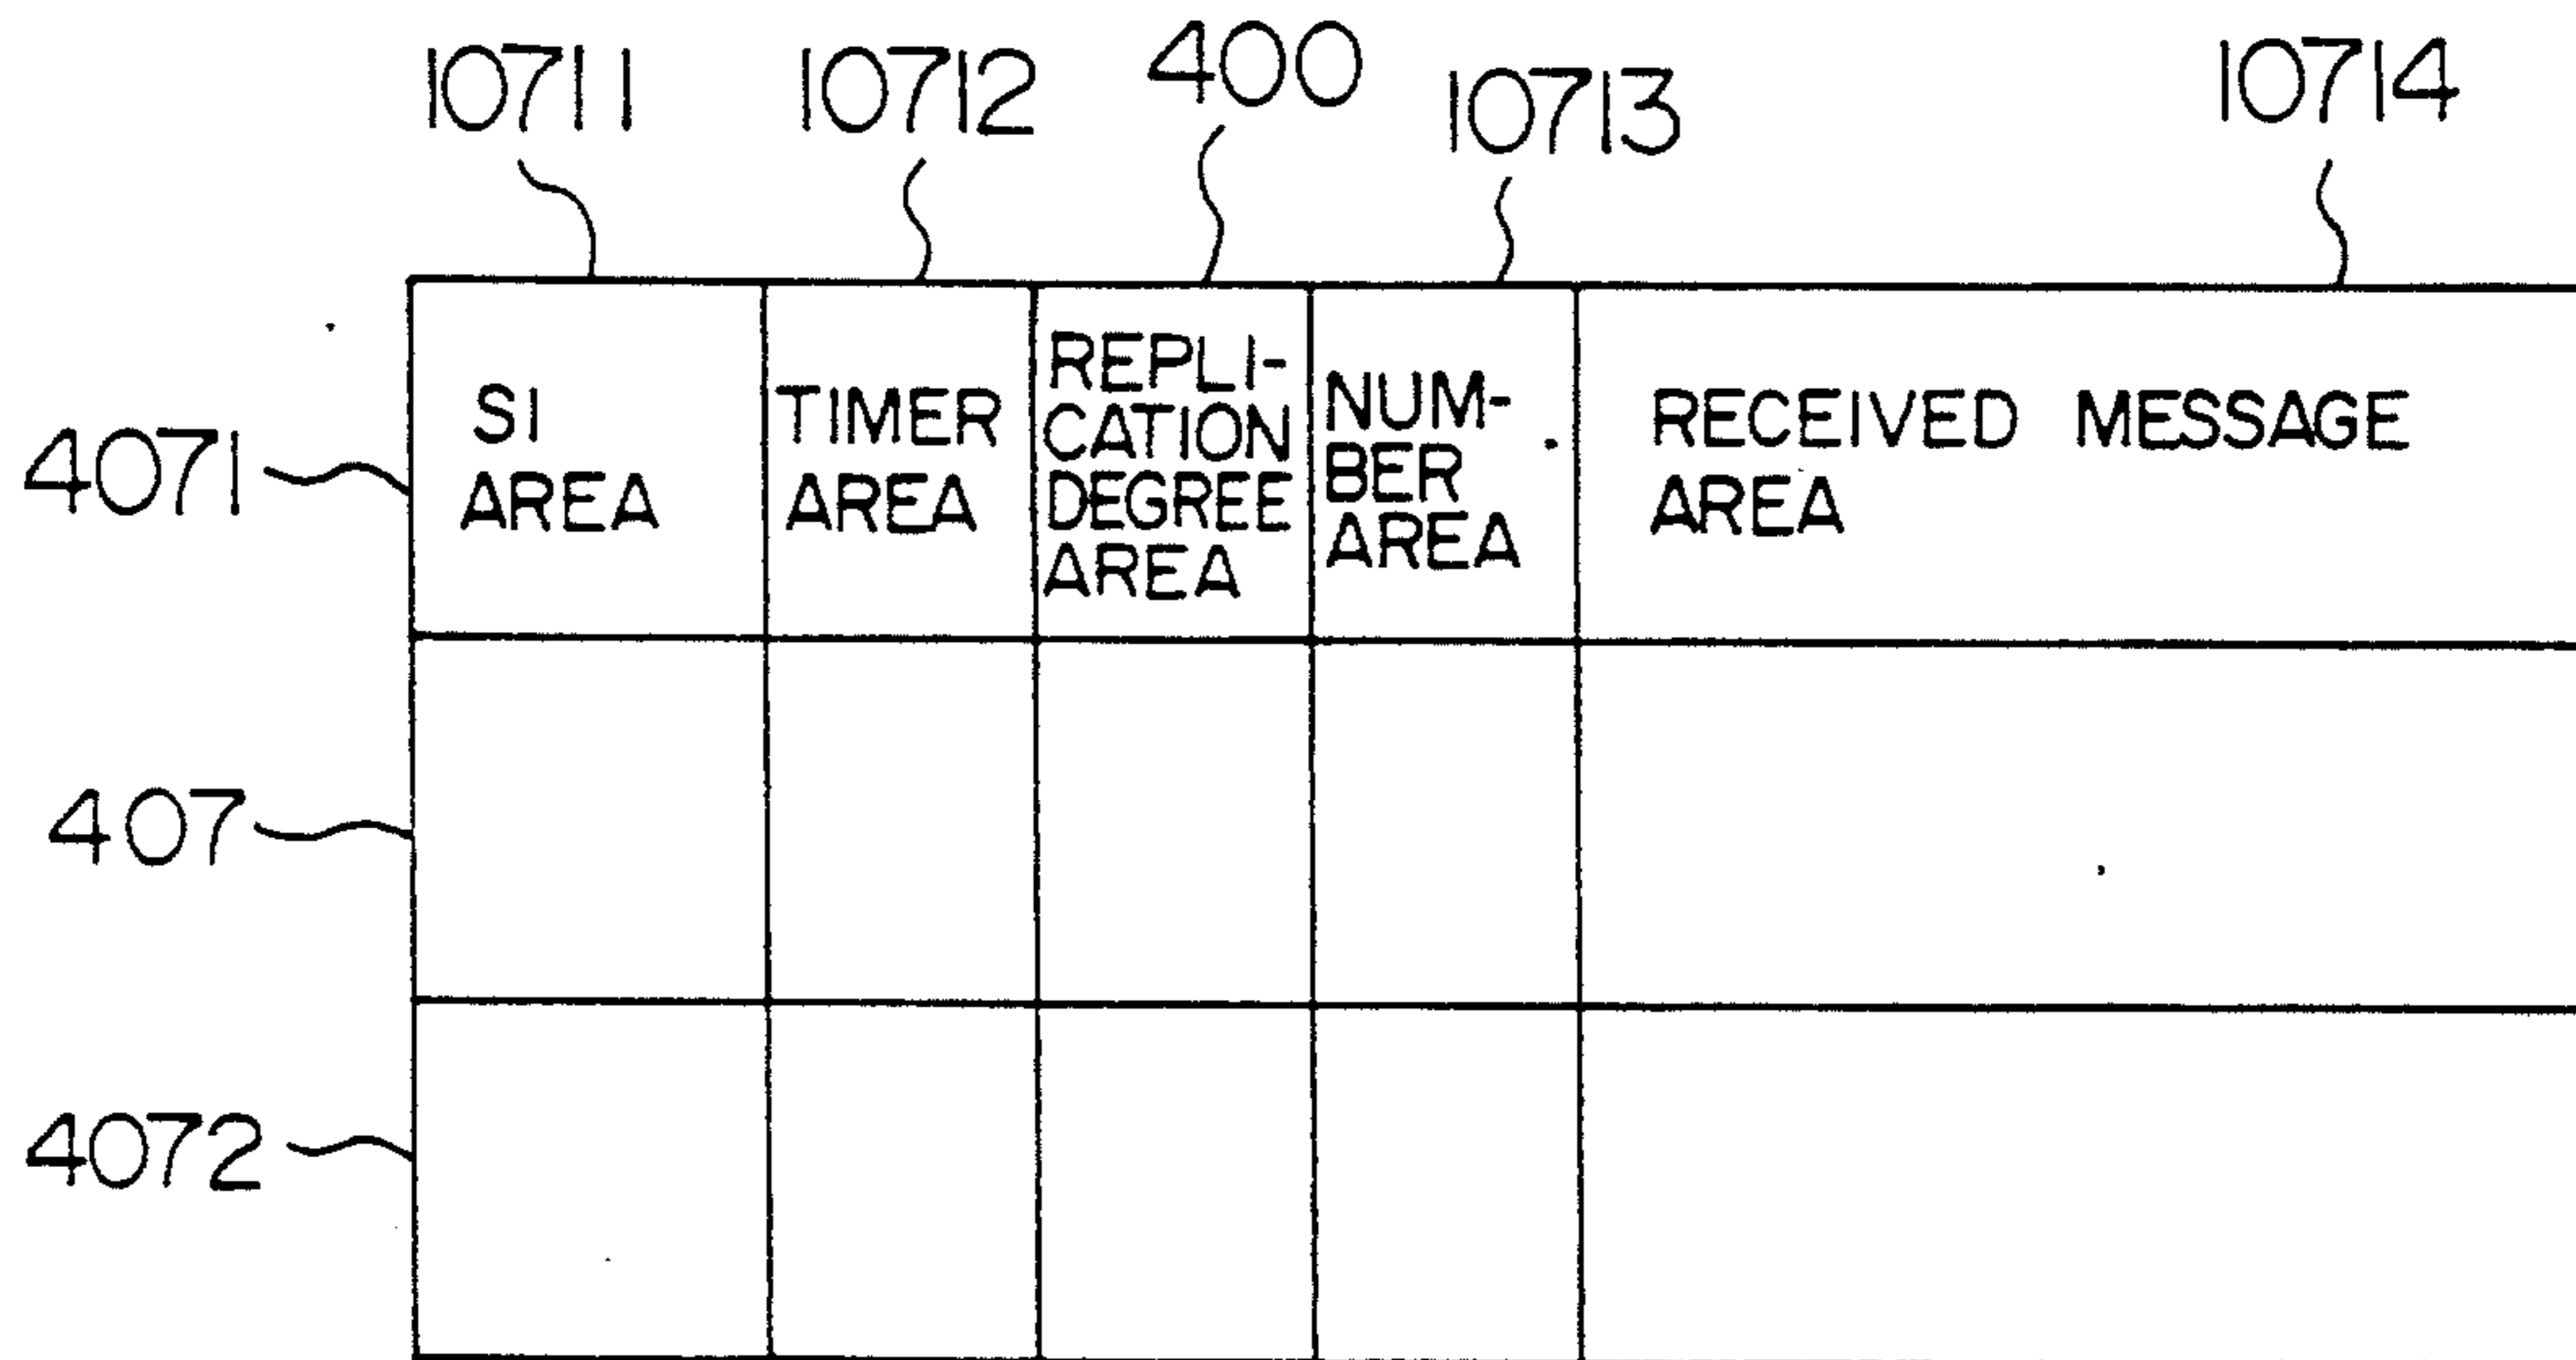 10711 10712 400 10713 10714
4071
SI
AREA
TIMER
AREA
REPLI-
CATION
DEGREE
AREA
NUM-
BER
AREA
RECEIVED MESSAGE
AREA
407
4072